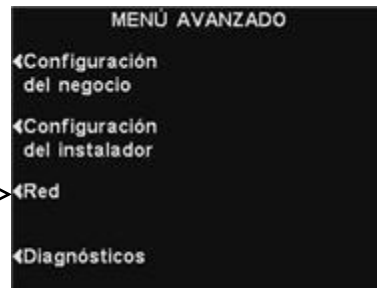 MENÚ AVANZADO
Configuración
del negocio
Configuración
del instalador
Red
Diagnósticos